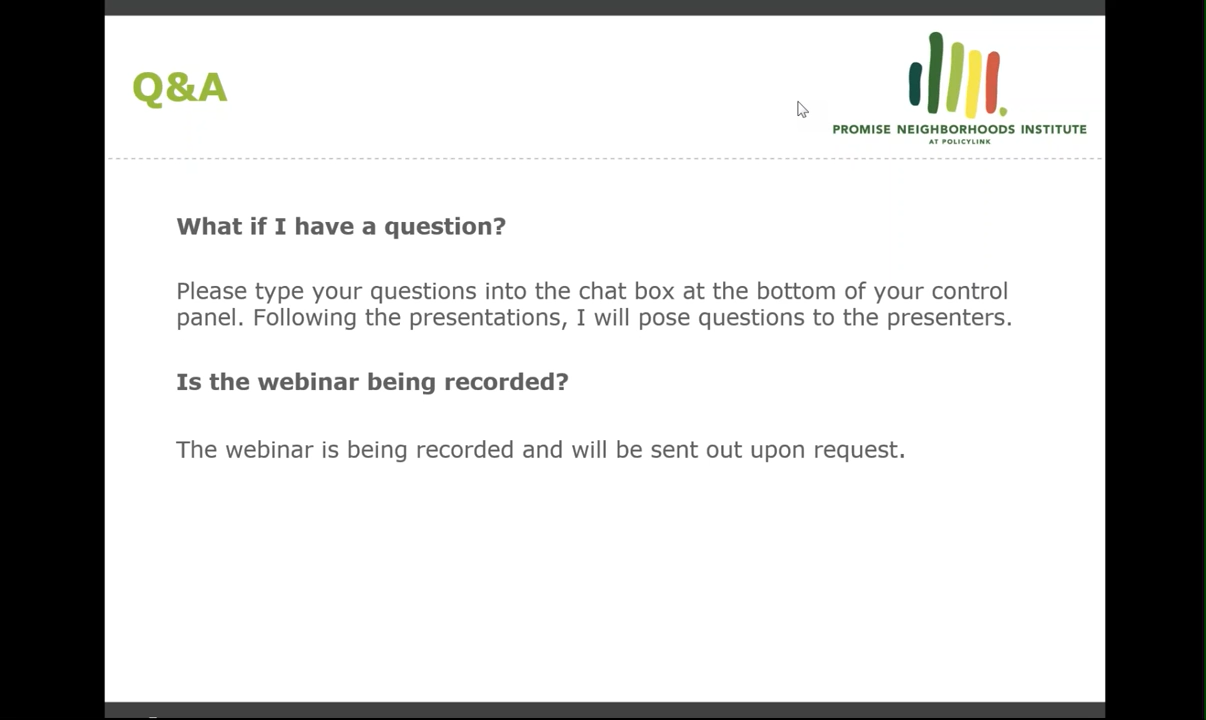 Q&A
PROMISE NEIGHBORHOODS INSTITUTE
AT POLICYLINK
What if I have a question?
Please type your questions into the chat box at the bottom of your control
panel. Following the presentations, I will pose questions to the presenters.
Is the webinar being recorded?
The webinar is being recorded and will be sent out upon request.